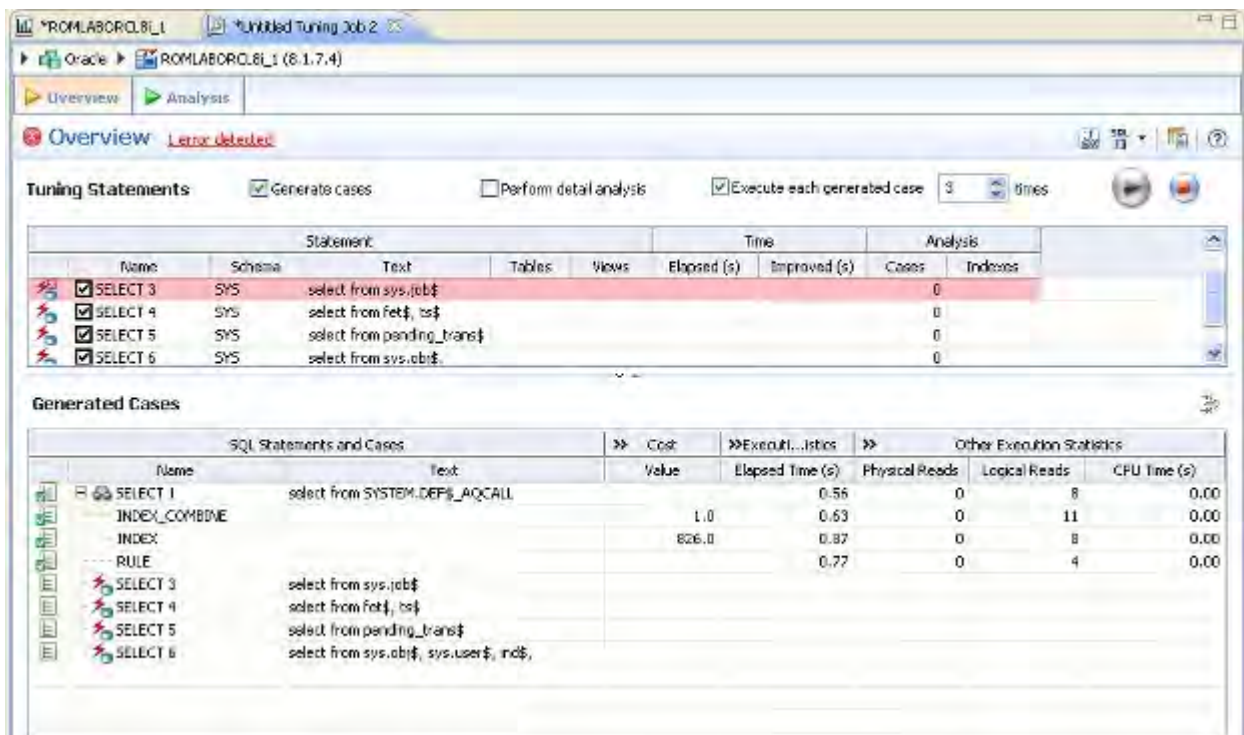 *ROMLABORCL8i_1 *Untitled Tuning Job 2
Oracle ROMLABORCL8i_1 (8.1.7.4)
Overview Analysis
Overview 1 error detected
Tuning Statements Generate cases Perform detail analysis Execute each generated case 3 times
Statement Time Analysis
Name Schema Text Tables Views Elapsed (s) Improved (s) Cases Indexes
SELECT 3 SYS select from sys.job$ 0
SELECT 4 SYS select from fet$, ts$ 0
SELECT 5 SYS select from pending_trans$ 0
SELECT 6 SYS select from sys.obj$, 0
Generated Cases
SQL Statements and Cases Cost Executi...istics Other Execution Statistics
Name Text Value Elapsed Time (s) Physical Reads Logical Reads CPU Time (s)
SELECT 1 select from SYSTEM.DEF$_AQCALL 0.56 0 8 0.00
INDEX_COMBINE 1.0 0.63 0 11 0.00
INDEX 826.0 0.87 0 8 0.00
RULE 0.77 0 4 0.00
SELECT 3 select from sys.job$
SELECT 4 select from fet$, ts$
SELECT 5 select from pending_trans$
SELECT 6 select from sys.obj$, sys.user$, ind$,